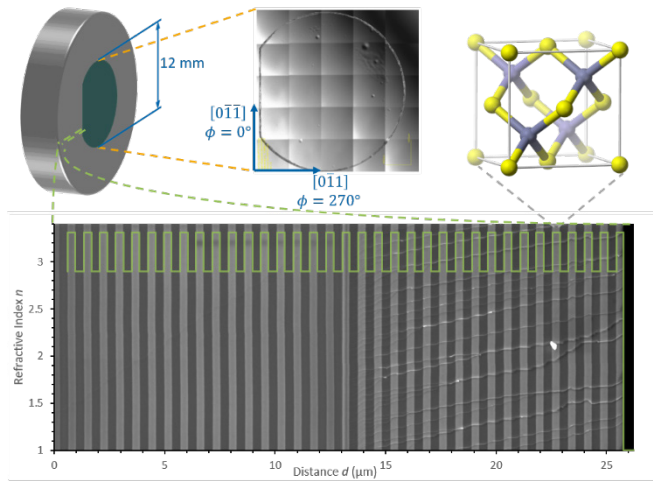 12 mm
[01̄1̄]
ϕ = 0°
[01̄1]
ϕ = 270°
Refractive Index n
3
2.5
2
1.5
1
0
5
10
15
20
25
Distance d (μm)